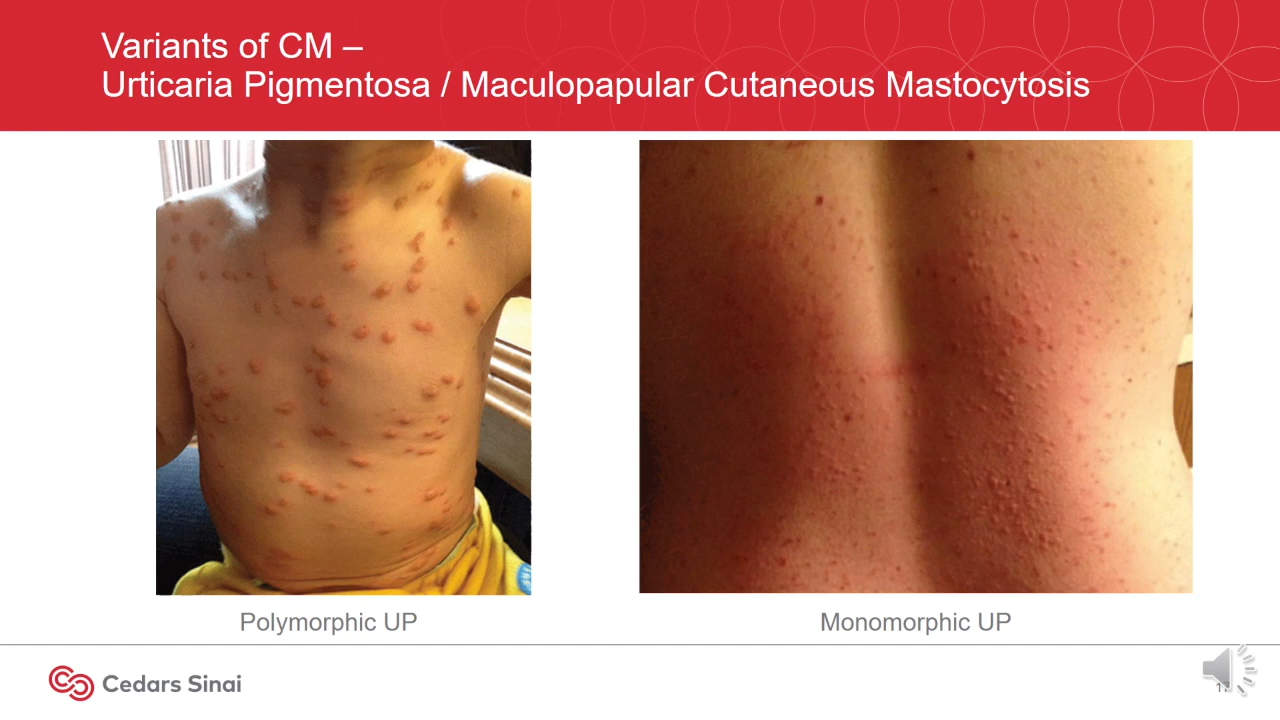 Variants of CM –
Urticaria Pigmentosa / Maculopapular Cutaneous Mastocytosis
Polymorphic UP
Monomorphic UP
Cedars Sinai